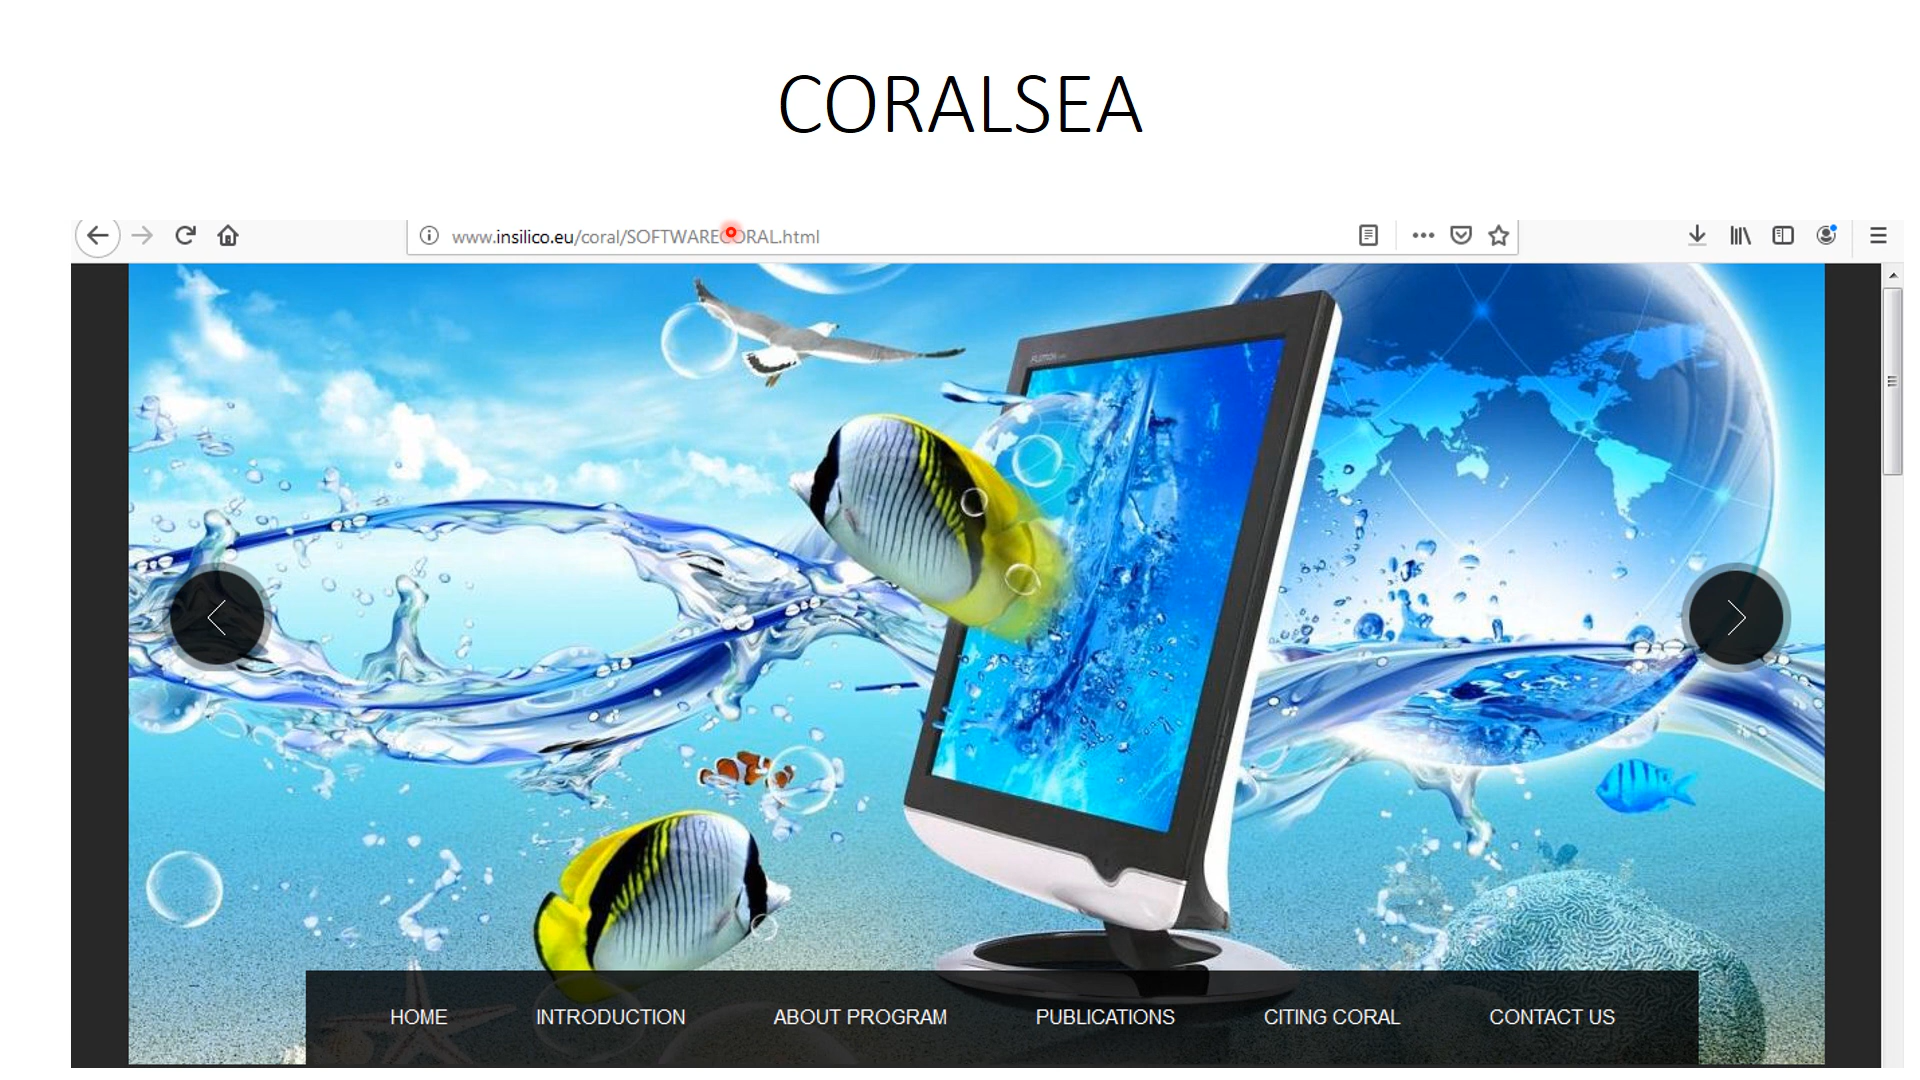 CORALSEA
www.insilico.eu/coral/SOFTWARECORAL.html
HOME INTRODUCTION ABOUT PROGRAM PUBLICATIONS CITING CORAL CONTACT US